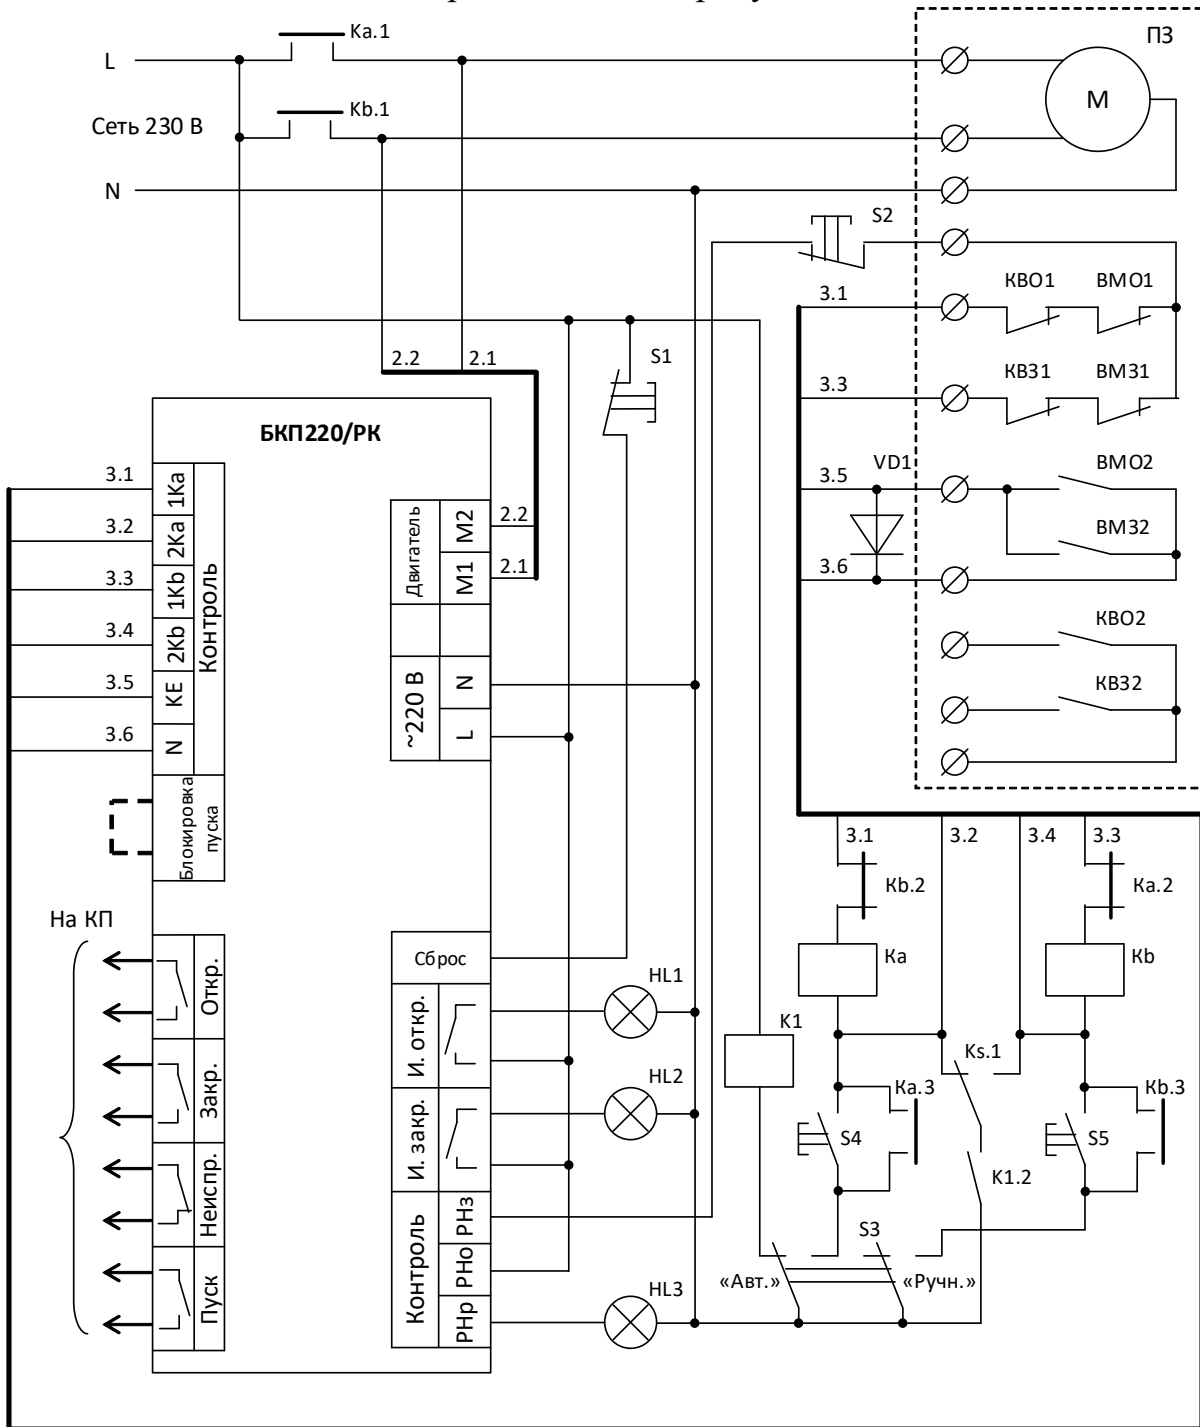 Ka.1
ПЗ
L
M
Kb.1
Сеть 230 В
N
S2
КВО1
ВМО1
3.1
2.2
2.1
S1
КВЗ1
ВМЗ1
3.3
БКП220/РК
VD1
3.5
ВМО2
3.1
1Ka
3.2
2Ka
3.3
1Kb
3.4
2Kb
3.5
KE
3.6
N
Контроль
Двигатель
M2
2.2
M1
2.1
ВМЗ2
3.6
КВО2
~220 В
N
L
КВЗ2
Блокировка
пуска
3.1
3.2
3.4
3.3
Kb.2
Ka.2
На КП
Откр.
Закр.
Неиспр.
Пуск
Сброс
И. откр.
И. закр.
Контроль
РНз
РНо
РНр
HL1
HL2
HL3
Ka
Kb
K1
Ks.1
Ka.3
Kb.3
S4
S5
K1.2
S3
«Авт.»
«Ручн.»